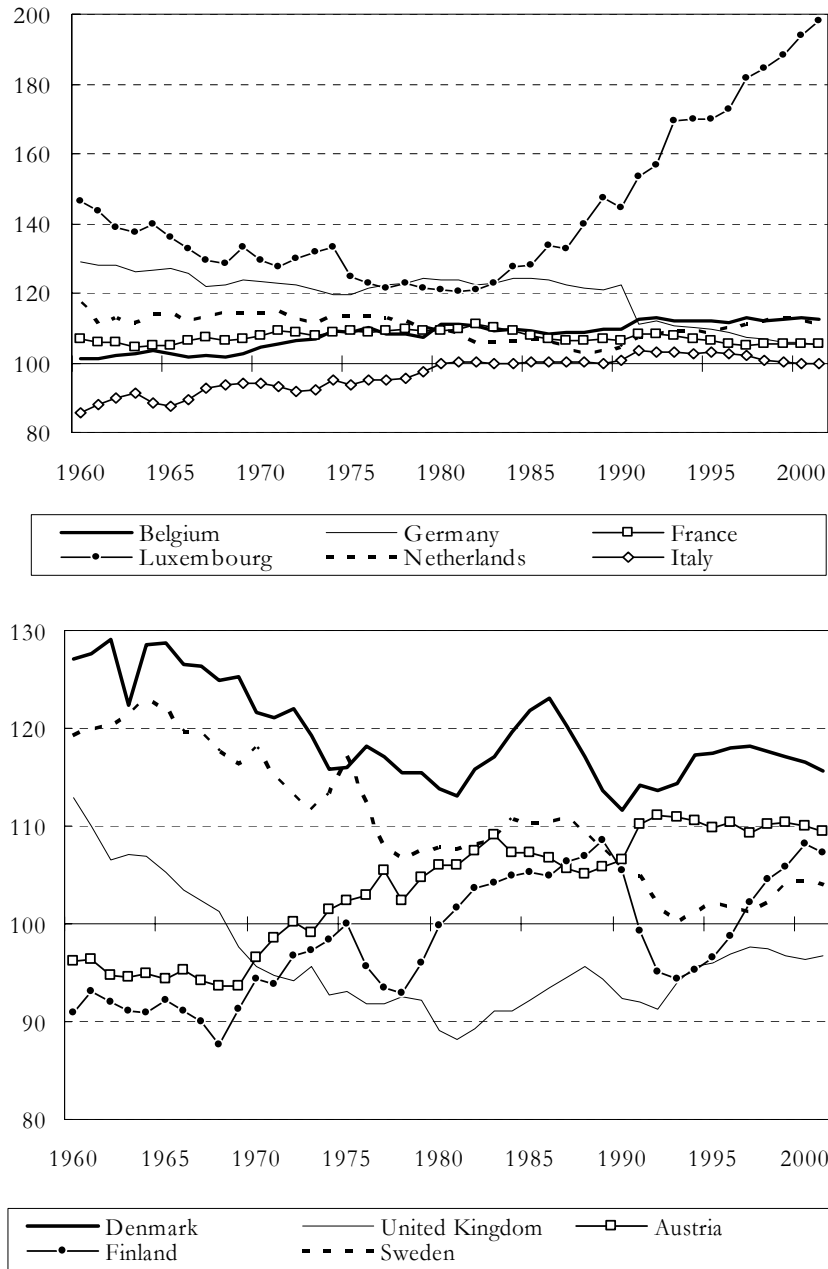 200
180
160
140
120
100
80
1960 1965 1970 1975 1980 1985 1990 1995 2000
Belgium Germany France
Luxembourg Netherlands Italy
130
120
110
100
90
80
1960 1965 1970 1975 1980 1985 1990 1995 2000
Denmark United Kingdom Austria
Finland Sweden